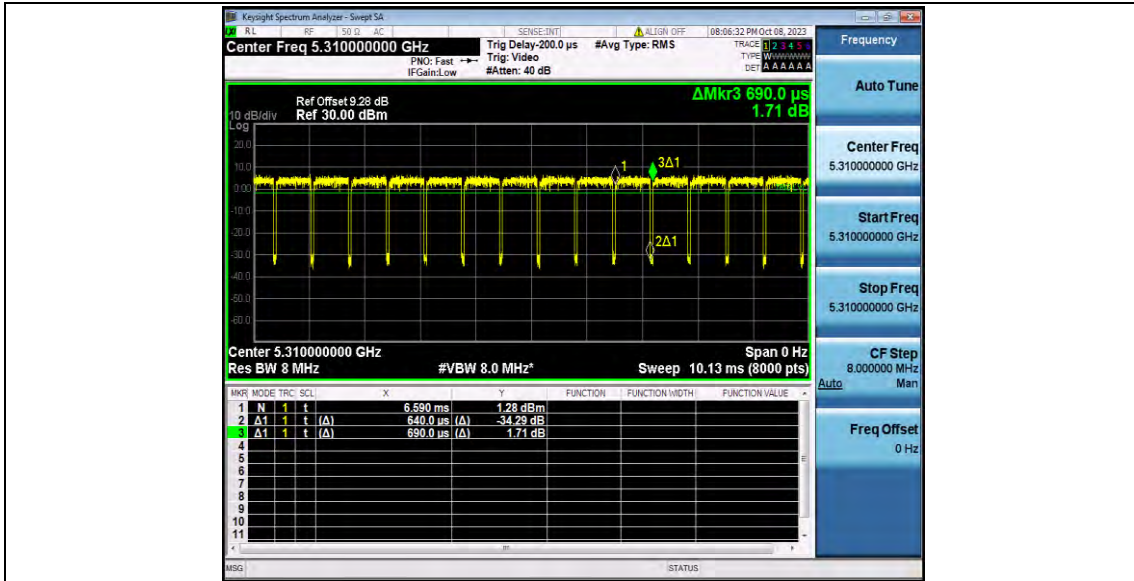 Keysight Spectrum Analyzer - Swept SA
RL RF 50 Ω AC SENSE:INT ALIGN OFF 08:06:32 PM Oct 08, 2023
Center Freq 5.310000000 GHz
PNO: Fast
IFGain:Low
Trig Delay-200.0 µs
Trig: Video
#Atten: 40 dB
#Avg Type: RMS
TRACE 1 2 3 4 5 6
TYPE W
DET A A A A A A
ΔMkr3 690.0 µs
1.71 dB
Ref Offset 9.28 dB
10 dB/div Ref 30.00 dBm
Log
20.0
10.0
0.00
-10.0
-20.0
-30.0
-40.0
-50.0
-60.0
1
3Δ1
2Δ1
Center 5.310000000 GHz Span 0 Hz
Res BW 8 MHz #VBW 8.0 MHz* Sweep 10.13 ms (8000 pts)
MKR MODE TRC SCL X Y FUNCTION FUNCTION WIDTH FUNCTION VALUE
1 N 1 t 6.590 ms 1.28 dBm
2 Δ1 1 t (Δ) 640.0 µs (Δ) -34.29 dB
3 Δ1 1 t (Δ) 690.0 µs (Δ) 1.71 dB
4
5
6
7
8
9
10
11
MSG STATUS
Frequency
Auto Tune
Center Freq
5.310000000 GHz
Start Freq
5.310000000 GHz
Stop Freq
5.310000000 GHz
CF Step
8.000000 MHz
Auto Man
Freq Offset
0 Hz